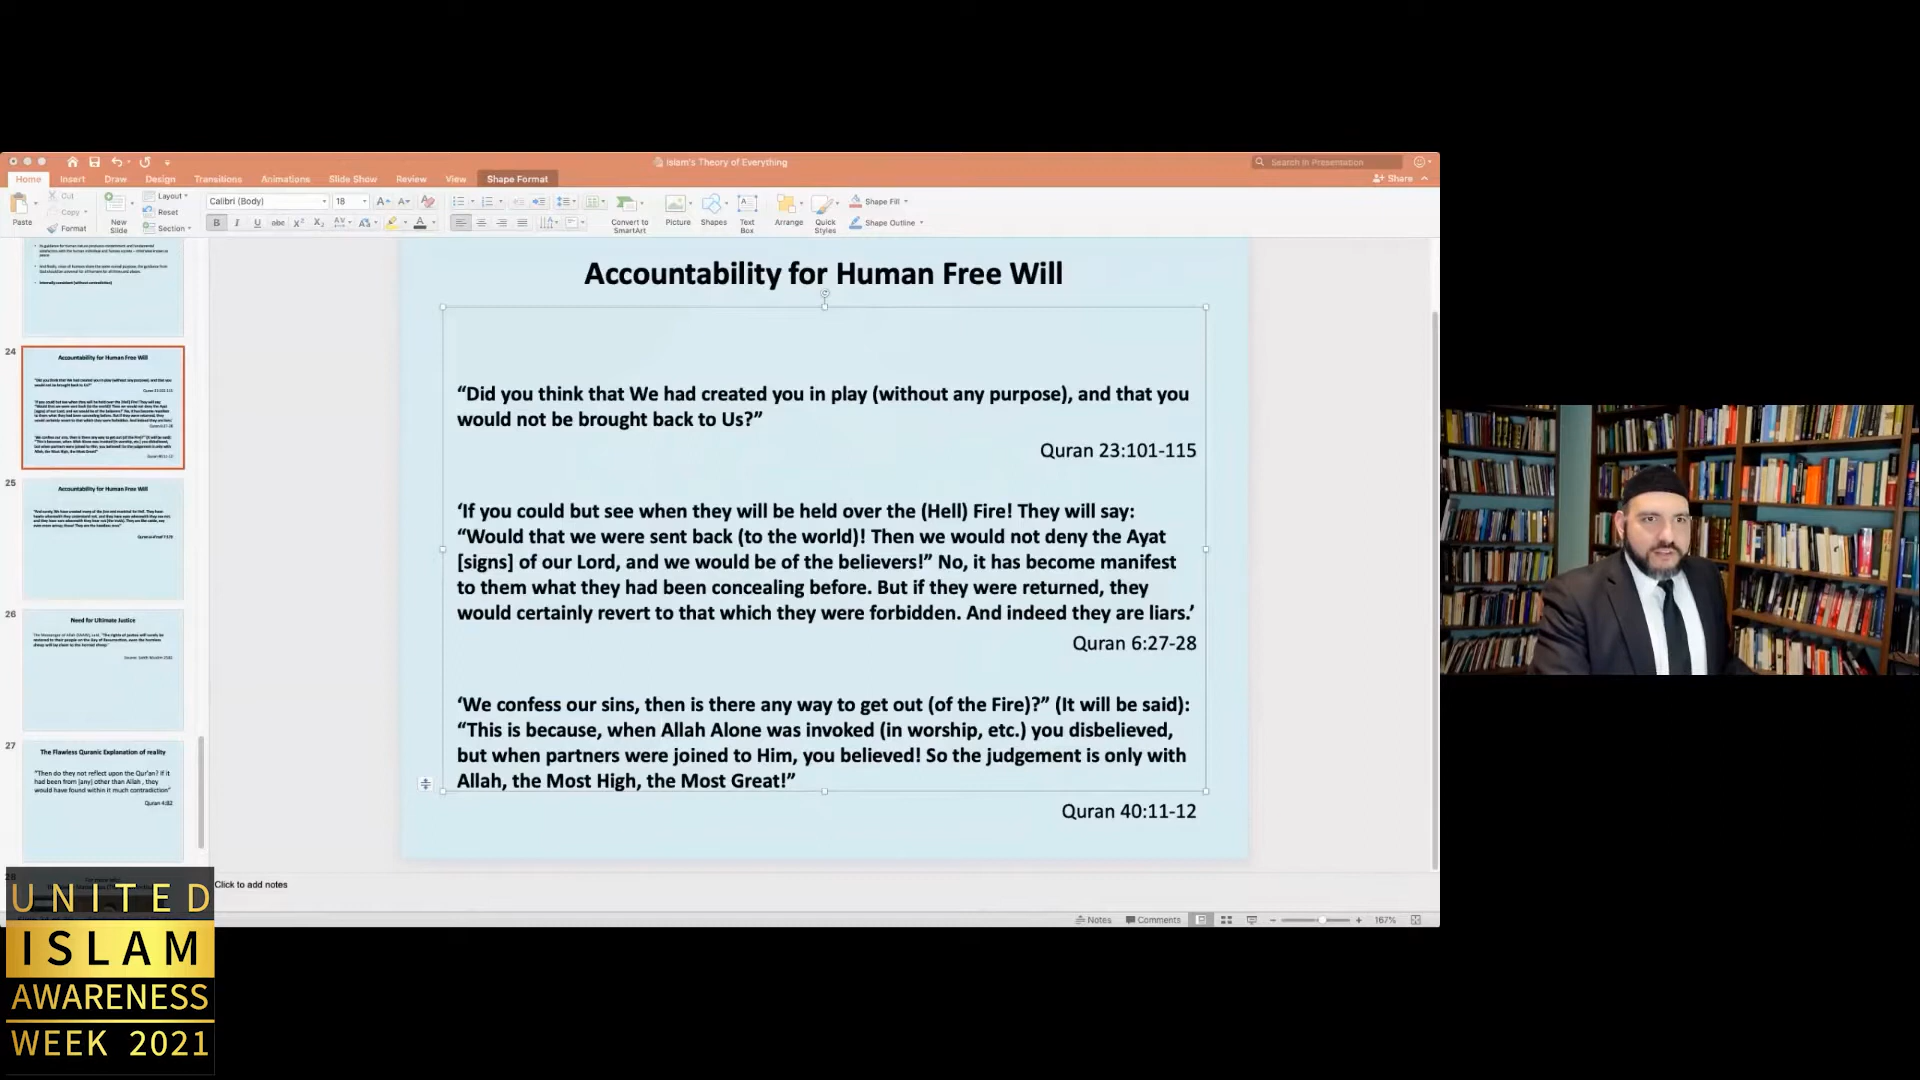 Islam's Theory of Everything
Search in Presentation
Home Insert Draw Design Transitions Animations Slide Show Review View Shape Format
Share
Paste
Cut
Copy
Format
New
Slide
Layout
Reset
Section
Calibri (Body) 18
B I U abc X² X₂ AV A
Convert to
SmartArt
Picture
Shapes
Text
Box
Arrange
Quick
Styles
Shape Fill
Shape Outline
24
Accountability for Human Free Will
25
Accountability for Human Free Will
26
Need for Ultimate Justice
27
The Flawless Quranic Explanation of reality
"Then do they not reflect upon the Qur'an? If it
had been from [any] other than Allah , they
would have found within it much contradiction"
Quran 4:82
28
Accountability for Human Free Will
“Did you think that We had created you in play (without any purpose), and that you
would not be brought back to Us?”
Quran 23:101-115
‘If you could but see when they will be held over the (Hell) Fire! They will say:
“Would that we were sent back (to the world)! Then we would not deny the Ayat
[signs] of our Lord, and we would be of the believers!” No, it has become manifest
to them what they had been concealing before. But if they were returned, they
would certainly revert to that which they were forbidden. And indeed they are liars.’
Quran 6:27-28
‘We confess our sins, then is there any way to get out (of the Fire)?” (It will be said):
“This is because, when Allah Alone was invoked (in worship, etc.) you disbelieved,
but when partners were joined to Him, you believed! So the judgement is only with
Allah, the Most High, the Most Great!”
Quran 40:11-12
Click to add notes
Notes Comments 167%
UNITED
ISLAM
AWARENESS
WEEK 2021